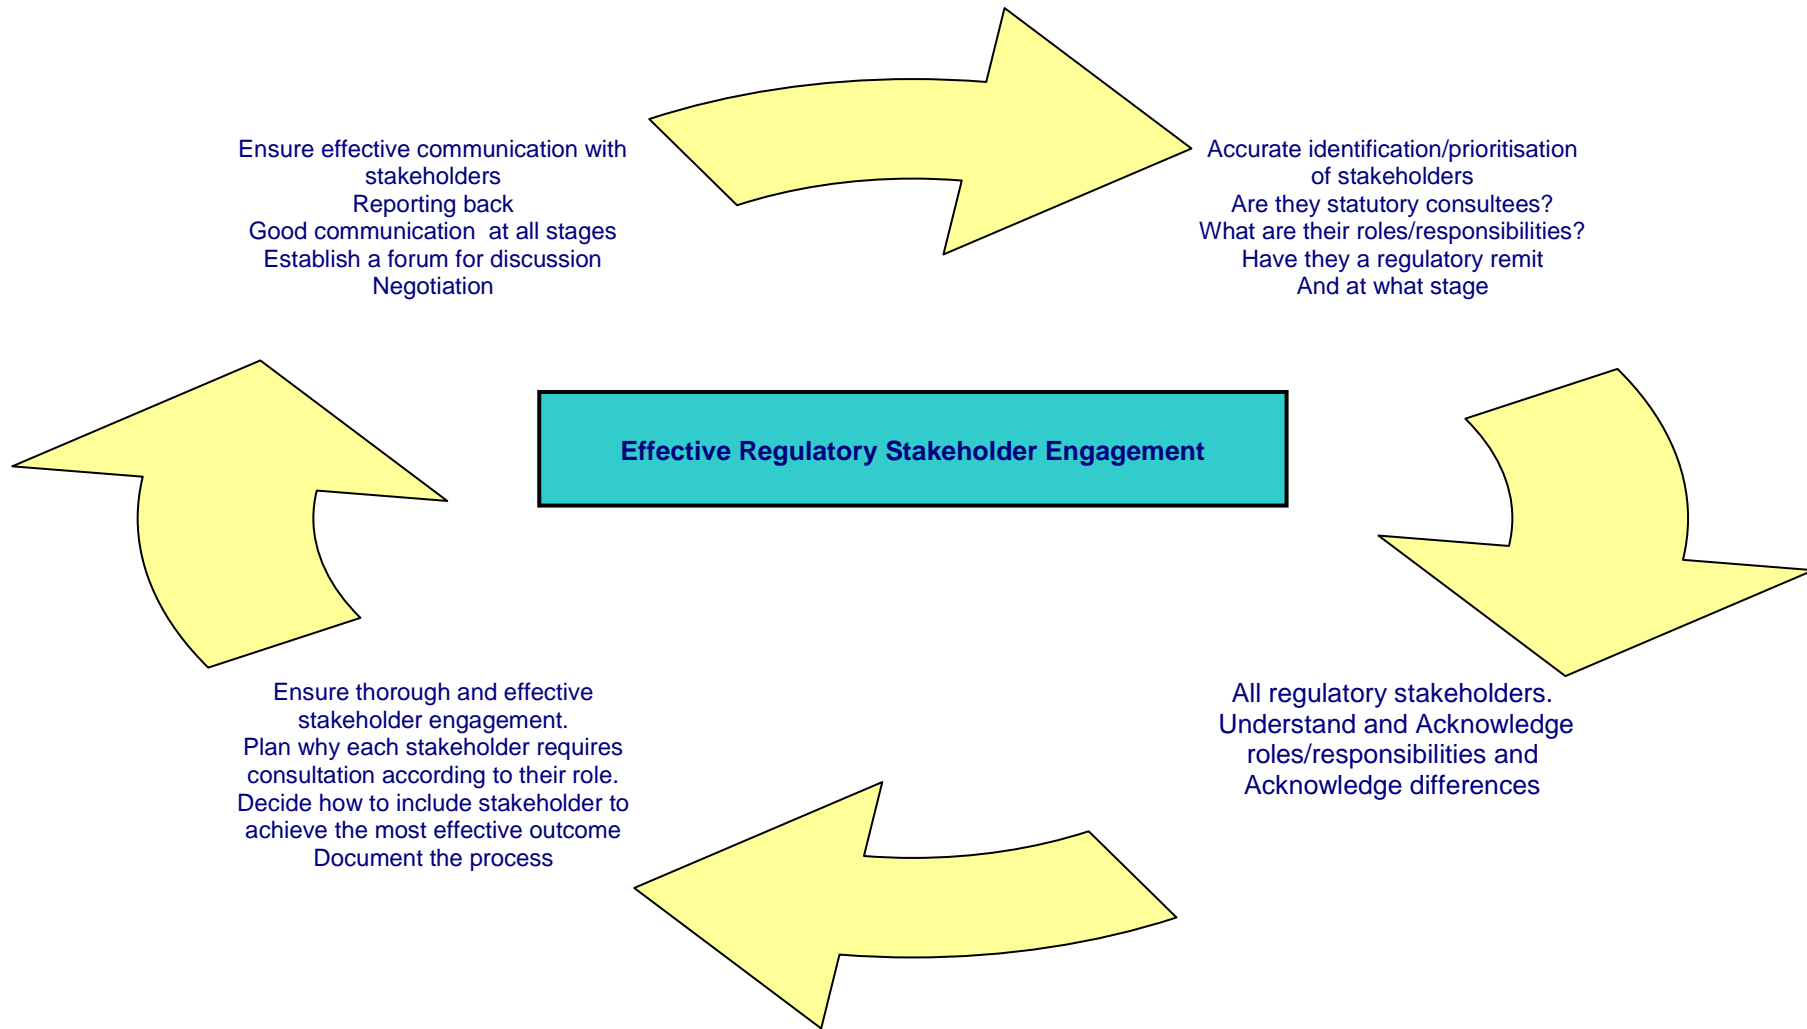 Ensure effective communication with
stakeholders
Reporting back
Good communication  at all stages
Establish a forum for discussion
Negotiation
Accurate identification/prioritisation
of stakeholders
Are they statutory consultees?
What are their roles/responsibilities?
Have they a regulatory remit
And at what stage
Effective Regulatory Stakeholder Engagement
Ensure thorough and effective
stakeholder engagement.
Plan why each stakeholder requires
consultation according to their role.
Decide how to include stakeholder to
achieve the most effective outcome
Document the process
All regulatory stakeholders.
Understand and Acknowledge
roles/responsibilities and
Acknowledge differences